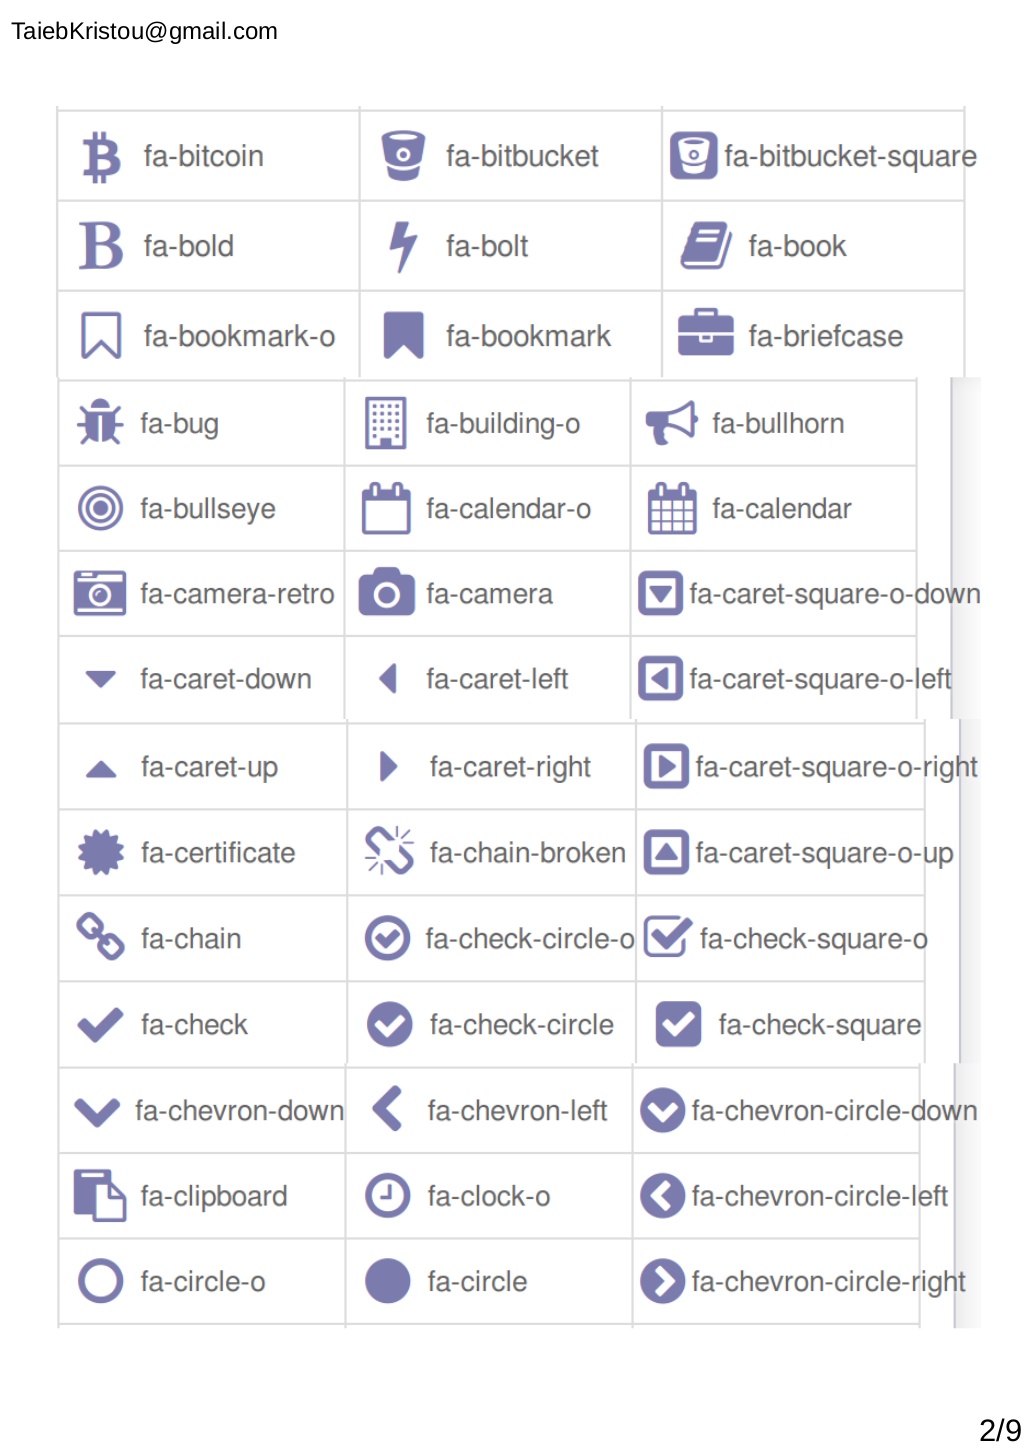 TaiebKristou@gmail.com
fa-bitcoin fa-bitbucket fa-bitbucket-square
fa-bold fa-bolt fa-book
fa-bookmark-o fa-bookmark fa-briefcase
fa-bug fa-building-o fa-bullhorn
fa-bullseye fa-calendar-o fa-calendar
fa-camera-retro fa-camera fa-caret-square-o-down
fa-caret-down fa-caret-left fa-caret-square-o-left
fa-caret-up fa-caret-right fa-caret-square-o-right
fa-certificate fa-chain-broken fa-caret-square-o-up
fa-chain fa-check-circle-o fa-check-square-o
fa-check fa-check-circle fa-check-square
fa-chevron-down fa-chevron-left fa-chevron-circle-down
fa-clipboard fa-clock-o fa-chevron-circle-left
fa-circle-o fa-circle fa-chevron-circle-right
2/9